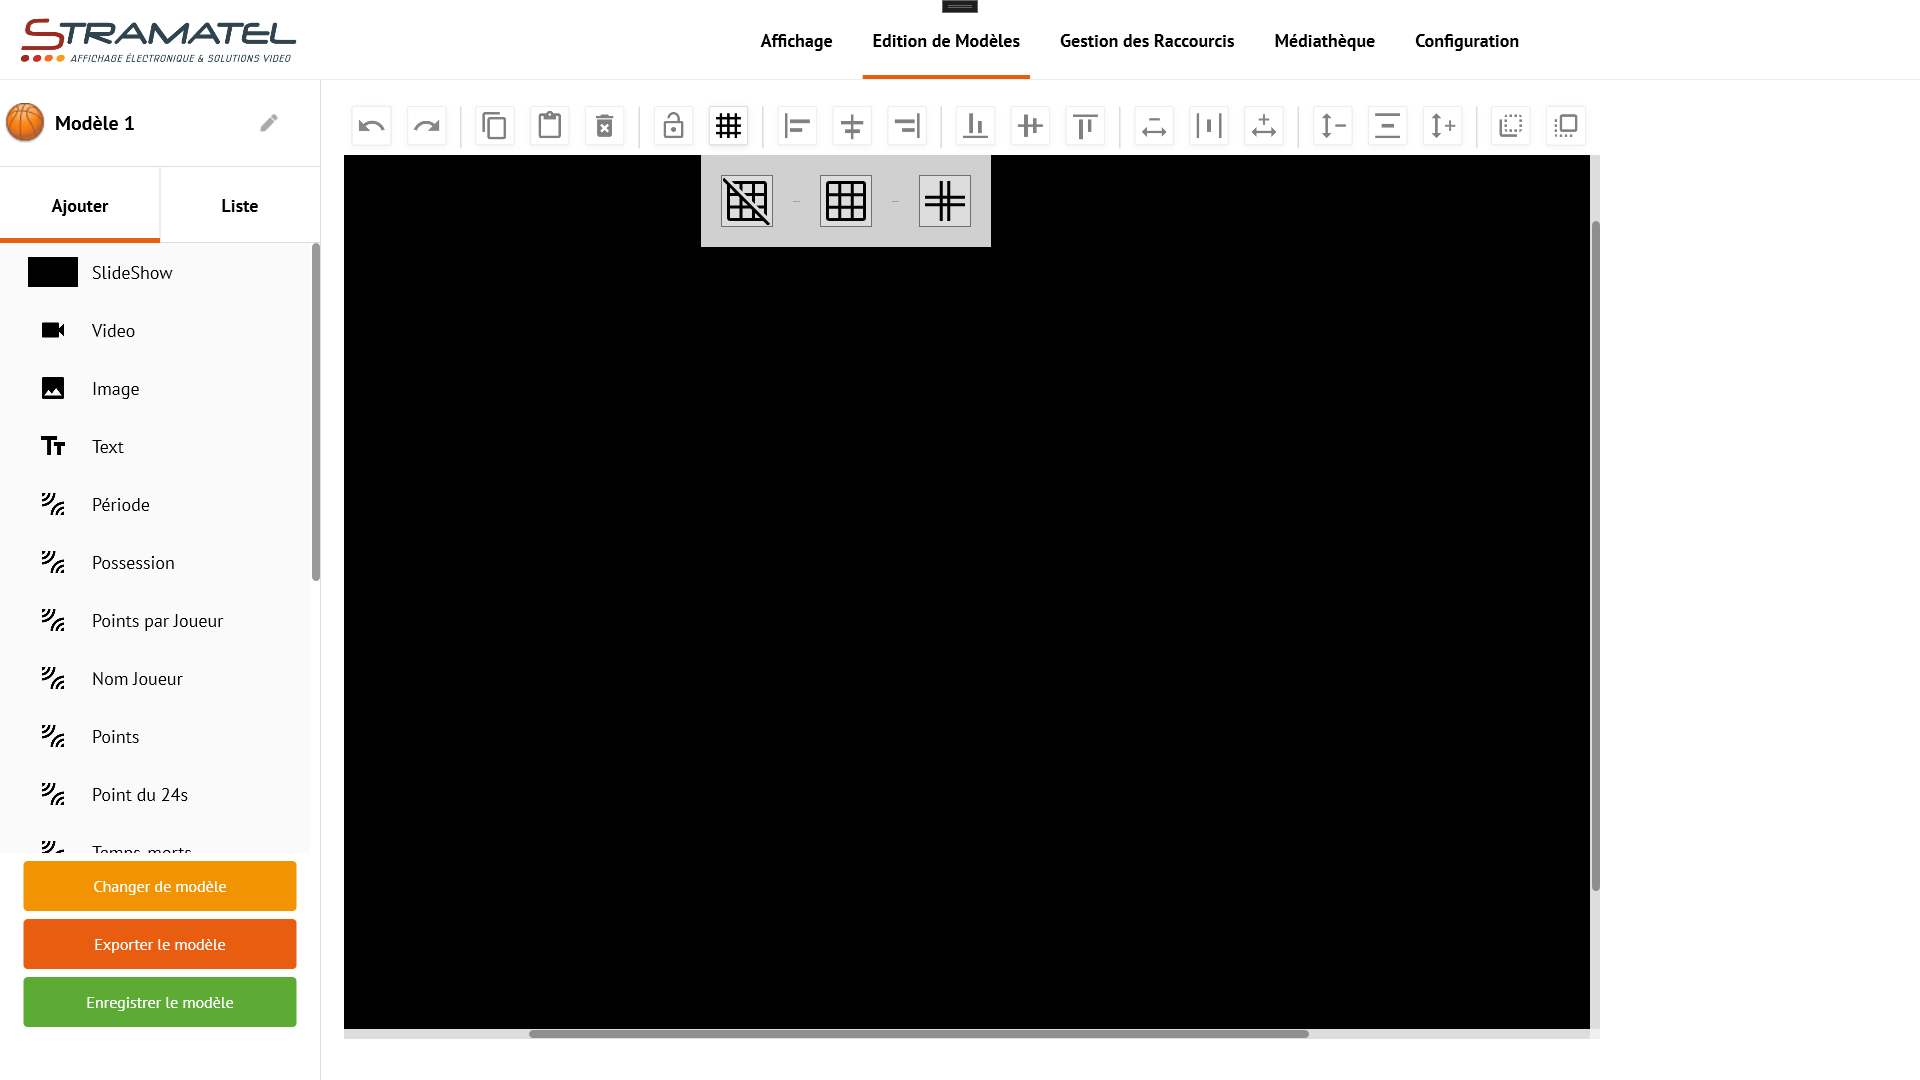 STRAMATEL
AFFICHAGE ÉLECTRONIQUE & SOLUTIONS VIDEO
Affichage
Edition de Modèles
Gestion des Raccourcis
Médiathèque
Configuration
Modèle 1
Ajouter
Liste
SlideShow
Video
Image
Text
Période
Possession
Points par Joueur
Nom Joueur
Points
Point du 24s
Temps-morts
Changer de modèle
Exporter le modèle
Enregistrer le modèle